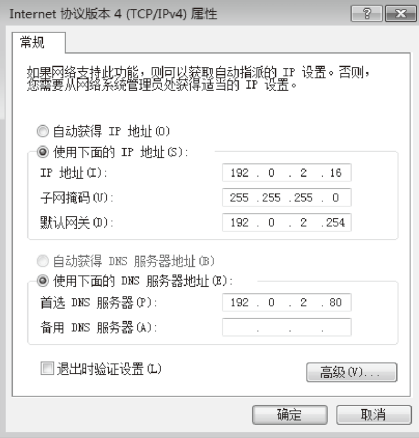 Internet 协议版本 4 (TCP/IPv4) 属性
常规
如果网络支持此功能，则可以获取自动指派的 IP 设置。否则，
您需要从网络系统管理员处获得适当的 IP 设置。
自动获得 IP 地址(O)
使用下面的 IP 地址(S):
IP 地址(I): 192 . 0 . 2 . 16
子网掩码(U): 255 .255 .255 . 0
默认网关(D): 192 . 0 . 2 .254
自动获得 DNS 服务器地址(B)
使用下面的 DNS 服务器地址(E):
首选 DNS 服务器(P): 192 . 0 . 2 . 80
备用 DNS 服务器(A): . . .
退出时验证设置(L)
高级(V)...
确定 取消